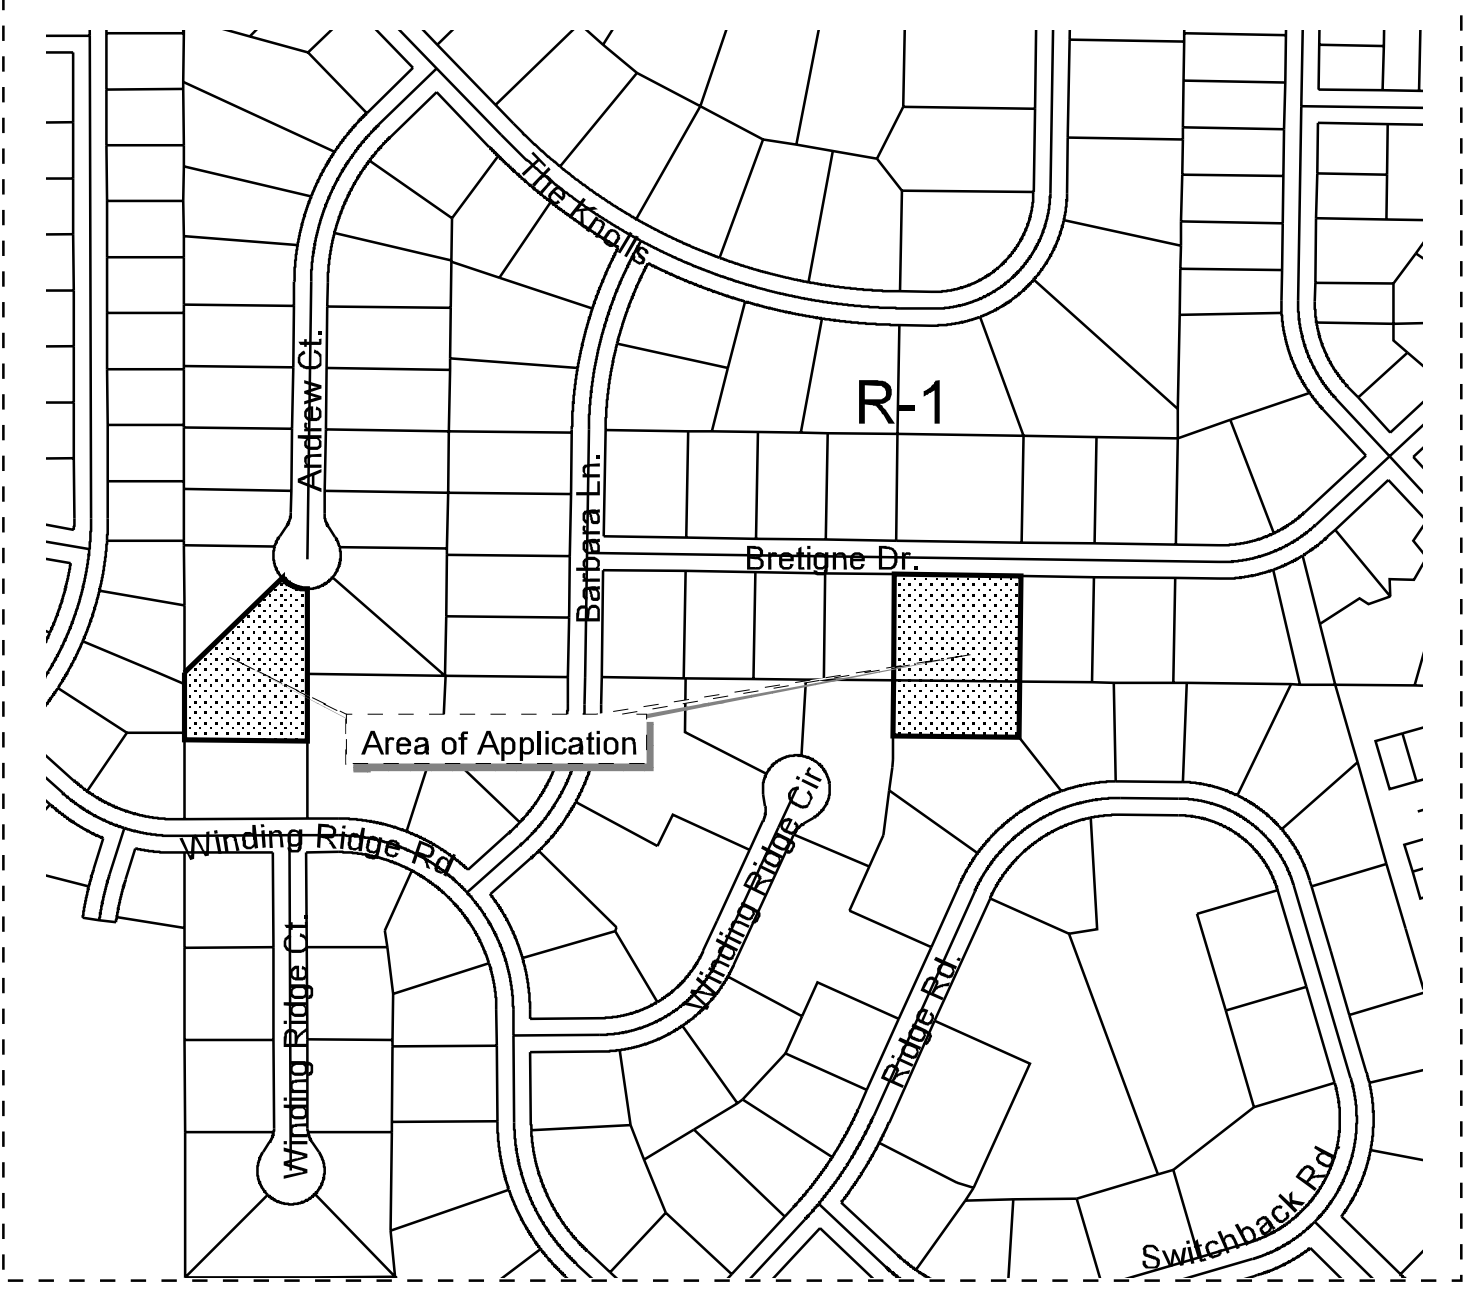 The Knolls
Andrew Ct.
R-1
Barbara Ln.
Bretigne Dr.
Area of Application
Winding Ridge Cir
Winding Ridge Rd
Winding Ridge Ct.
Ridge Rd.
Switchback Rd.